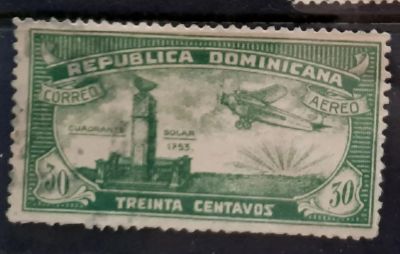 REPUBLICA DOMINICANA
CORREO AEREO
CUADRANTE SOLAR
1753
30 30
TREINTA CENTAVOS